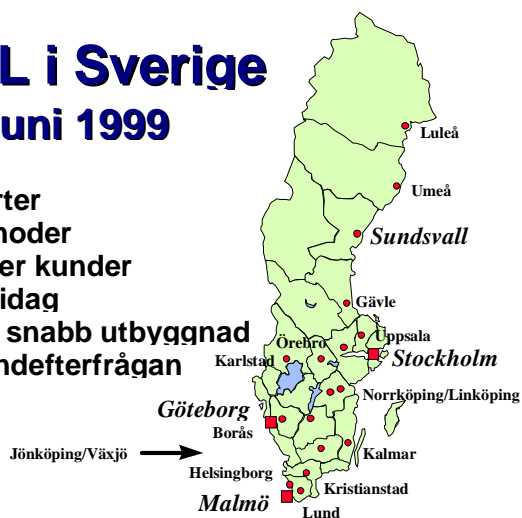 L i Sverige
uni 1999
rter
noder
er kunder
idag
snabb utbyggnad
ndefterfrågan
Luleå
Umeå
Sundsvall
Gävle
Uppsala
Örebro
Stockholm
Karlstad
Norrköping/Linköping
Göteborg
Borås
Jönköping/Växjö
Kalmar
Helsingborg
Kristianstad
Malmö
Lund